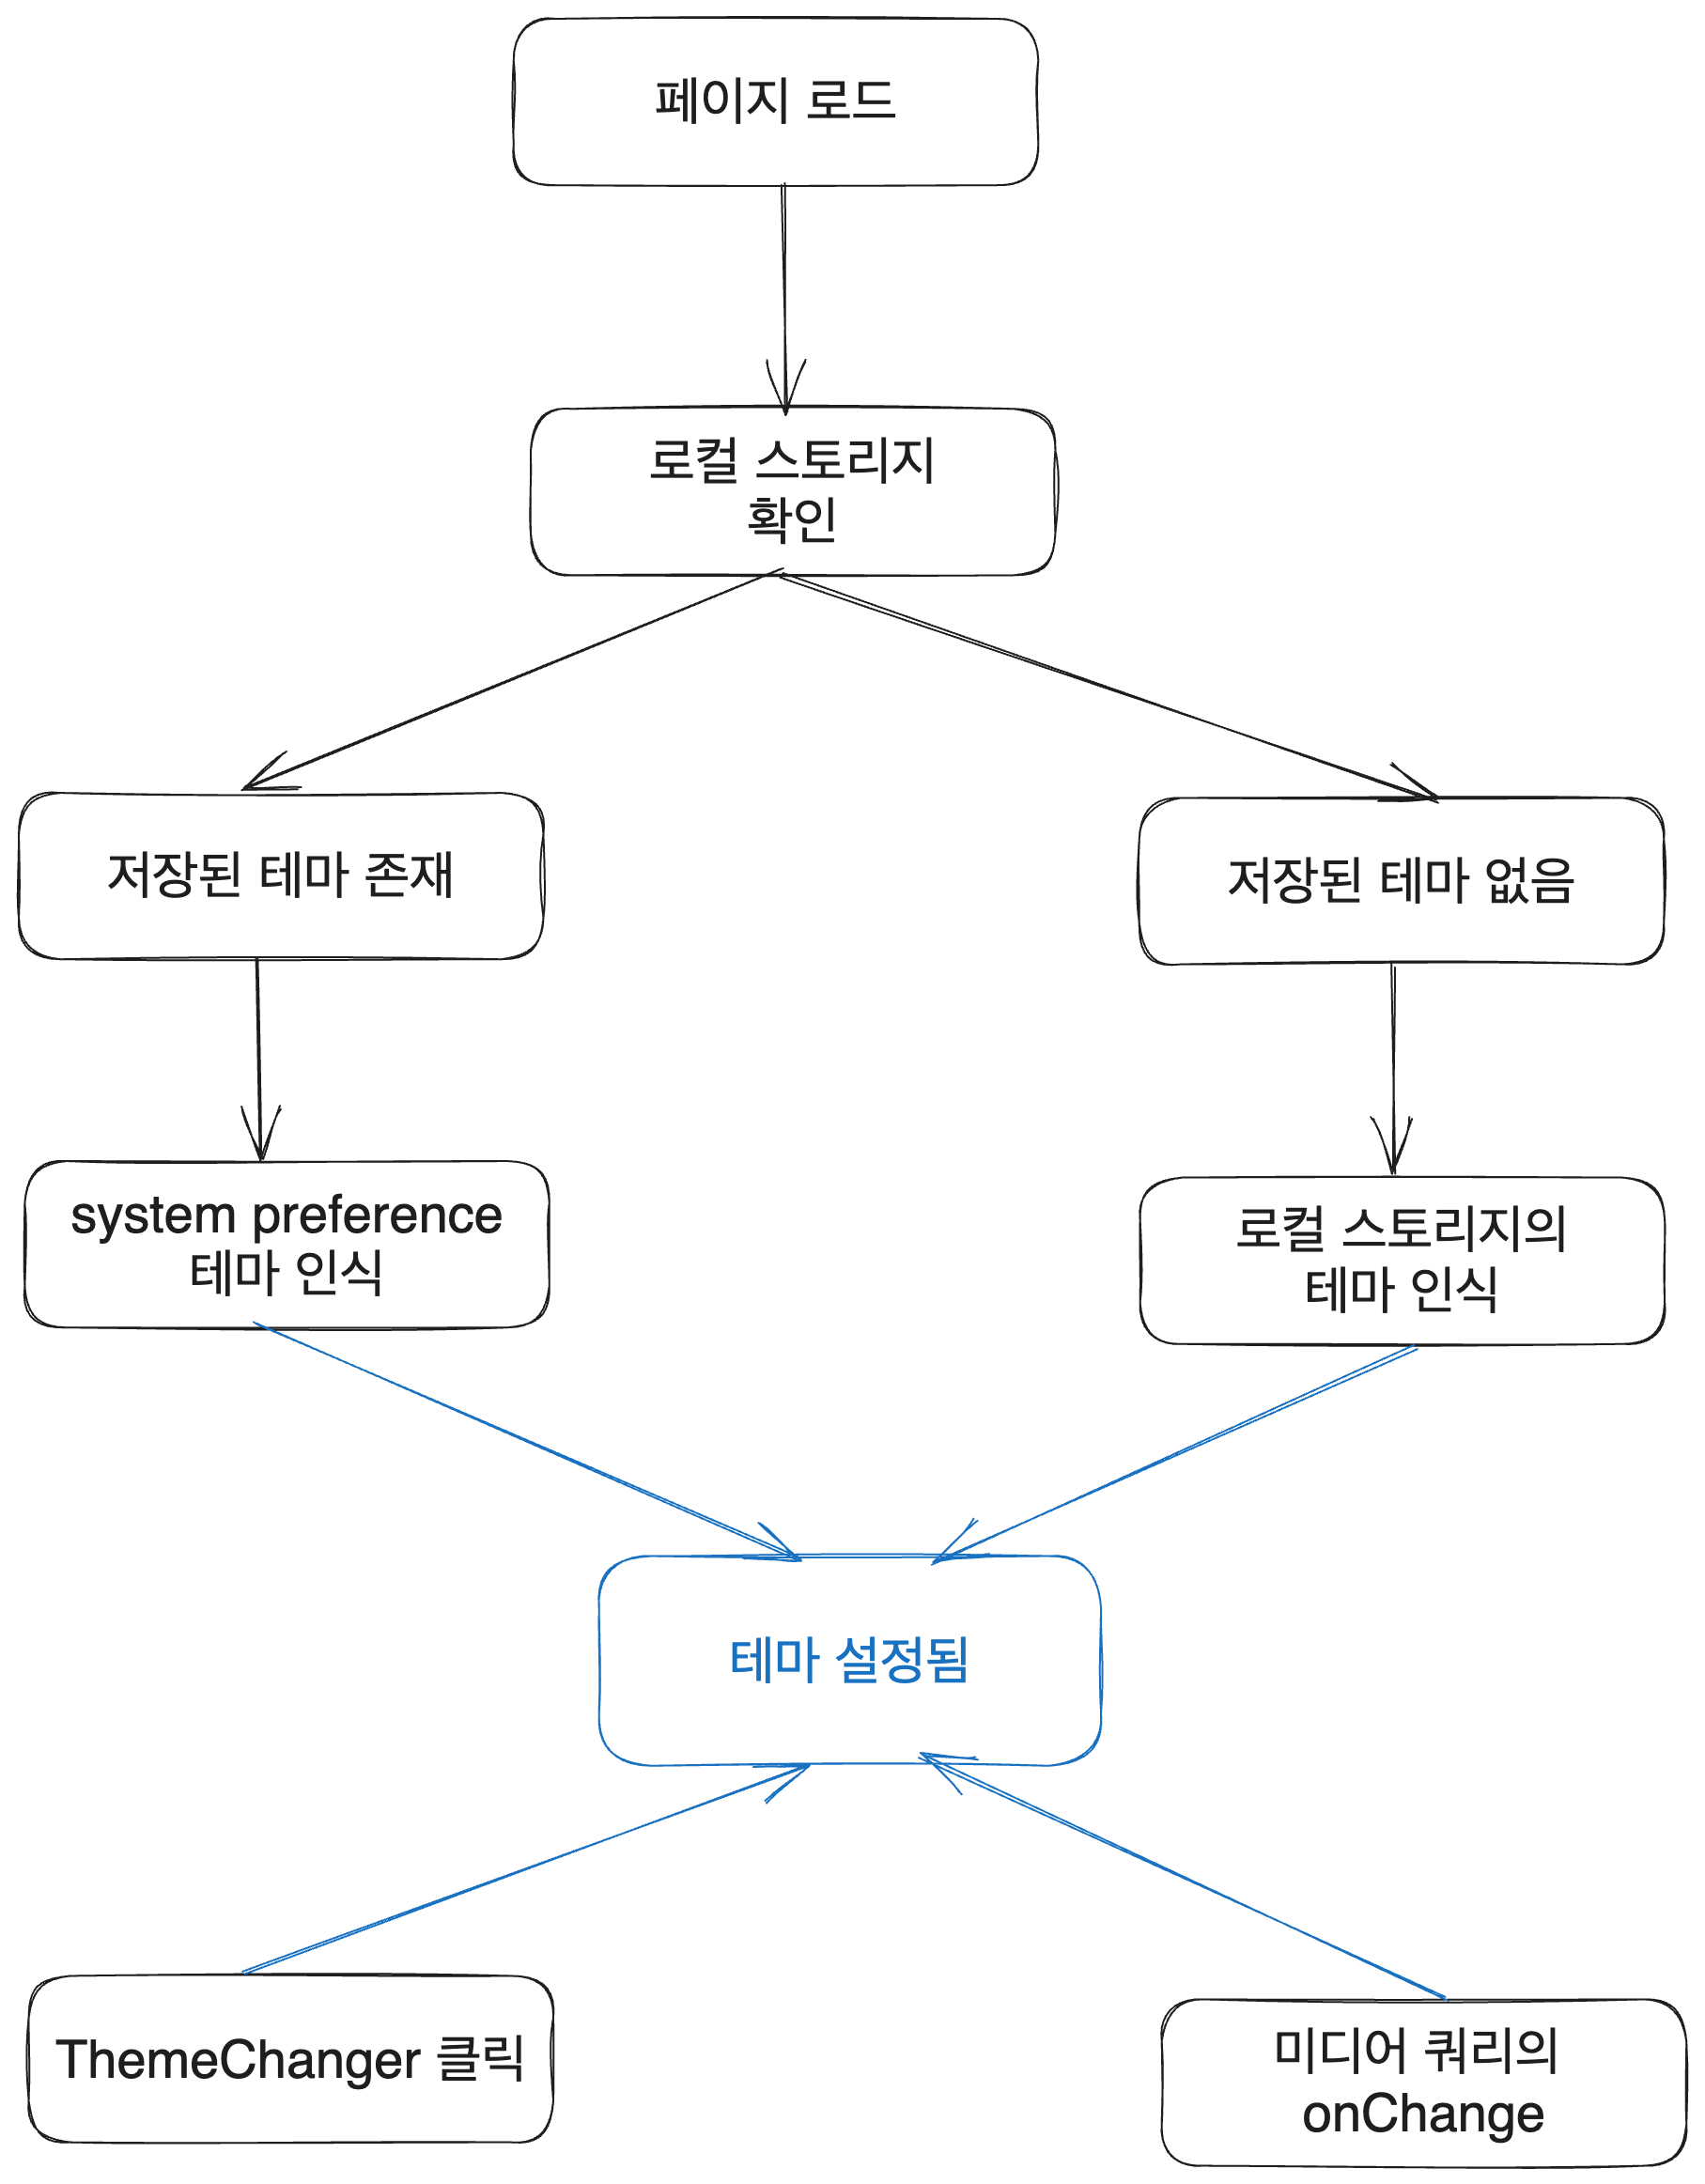 페이지 로드
로컬 스토리지
확인
저장된 테마 존재
저장된 테마 없음
system preference
테마 인식
로컬 스토리지의
테마 인식
테마 설정됨
ThemeChanger 클릭
미디어 쿼리의
onChange